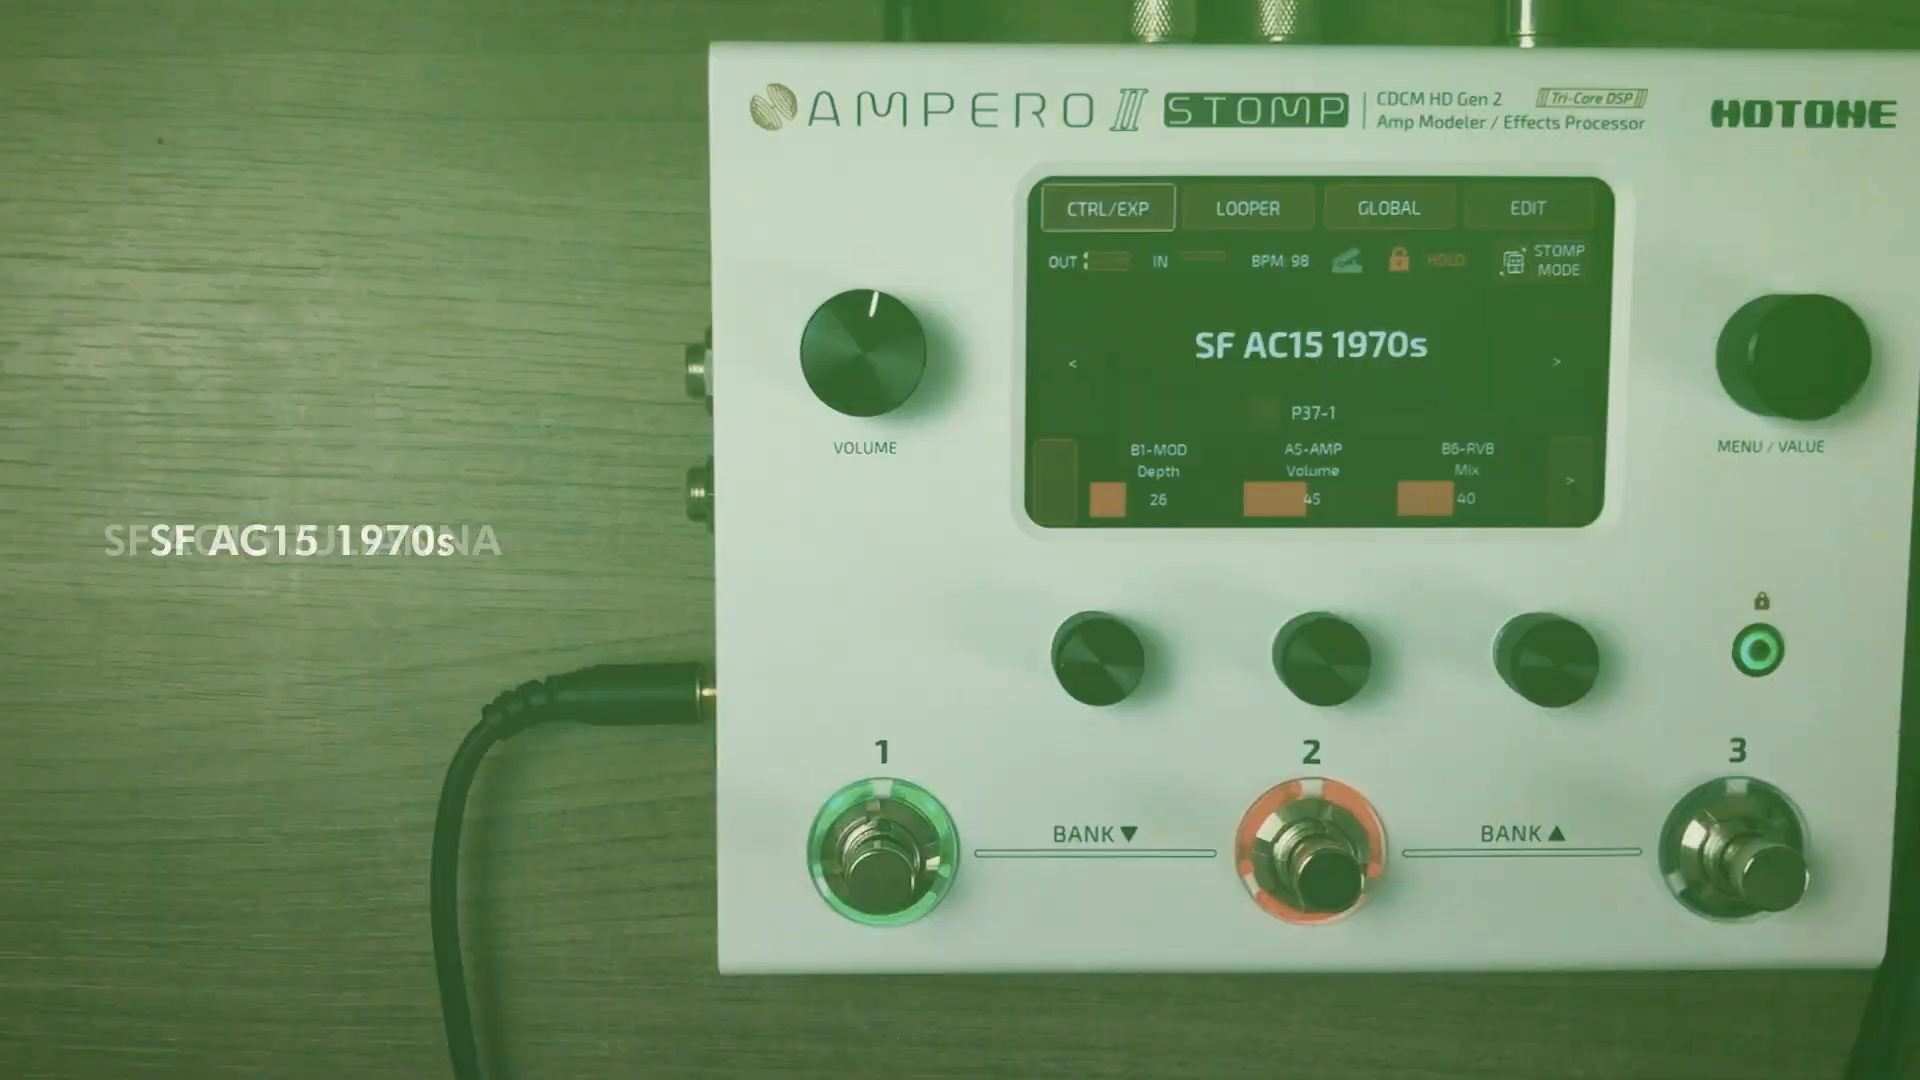 AMPERO II STOMP
CDCM HD Gen 2
Tri-Core DSP
Amp Modeler / Effects Processor
HOTONE
CTRL/EXP
LOOPER
GLOBAL
EDIT
OUT
IN
BPM: 98
HOLD
STOMP
MODE
SF AC15 1970s
<
>
P37-1
B1-MOD
A5-AMP
B6-RVB
Depth
Volume
Mix
>
26
45
40
VOLUME
MENU / VALUE
SF AC15 1970s
1
2
3
BANK ▼
BANK ▲